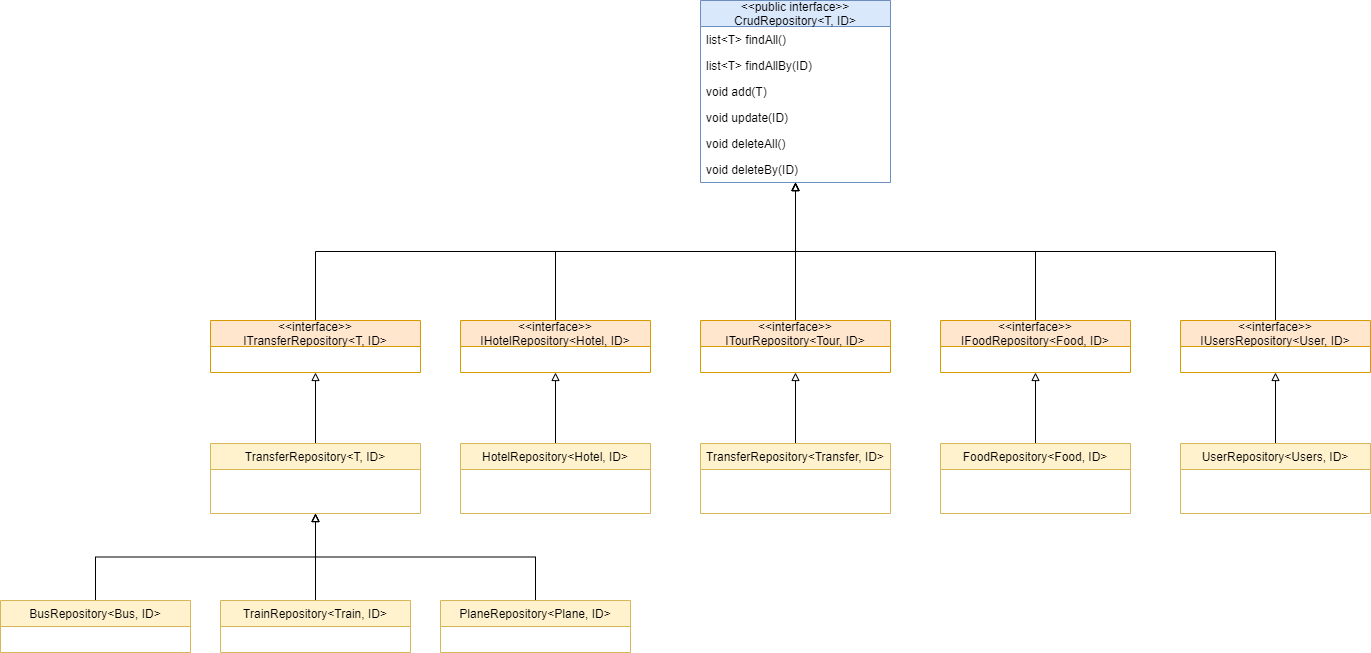 <<public interface>>
CrudRepository<T, ID>
list<T> findAll()
list<T> findAllBy(ID)
void add(T)
void update(ID)
void deleteAll()
void deleteBy(ID)
<<interface>>
ITransferRepository<T, ID>
<<interface>>
IHotelRepository<Hotel, ID>
<<interface>>
ITourRepository<Tour, ID>
<<interface>>
IFoodRepository<Food, ID>
<<interface>>
IUsersRepository<User, ID>
TransferRepository<T, ID>
HotelRepository<Hotel, ID>
TransferRepository<Transfer, ID>
FoodRepository<Food, ID>
UserRepository<Users, ID>
BusRepository<Bus, ID>
TrainRepository<Train, ID>
PlaneRepository<Plane, ID>